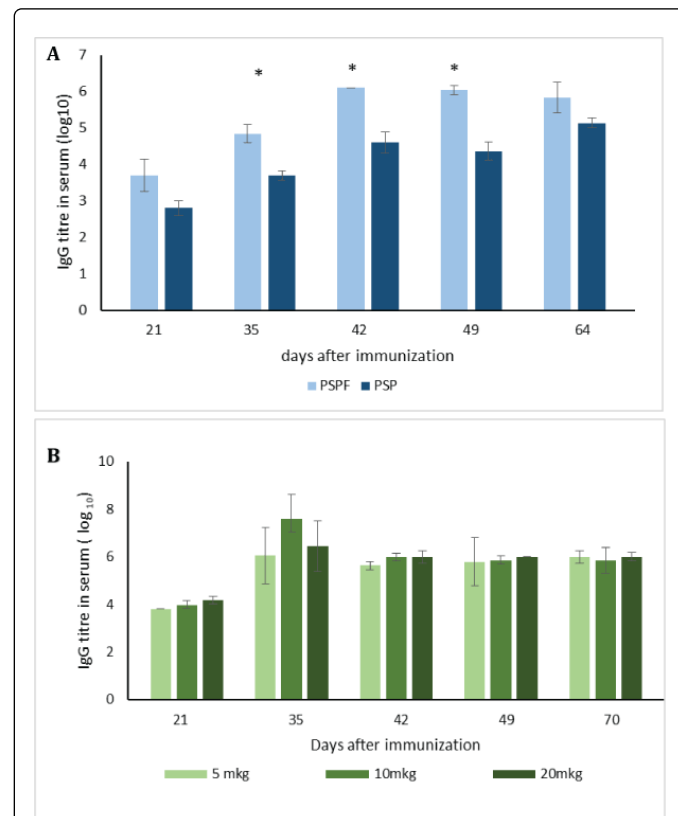 A
7
6
5
4
3
2
1
0
IgG titre in serum (log10)
* * *
21 35 42 49 64
days after immunization
PSPF PSP
B
10
8
6
4
2
0
IgG titre in serum ( log 10)
21 35 42 49 70
Days after immunization
5 mkg 10mkg 20mkg